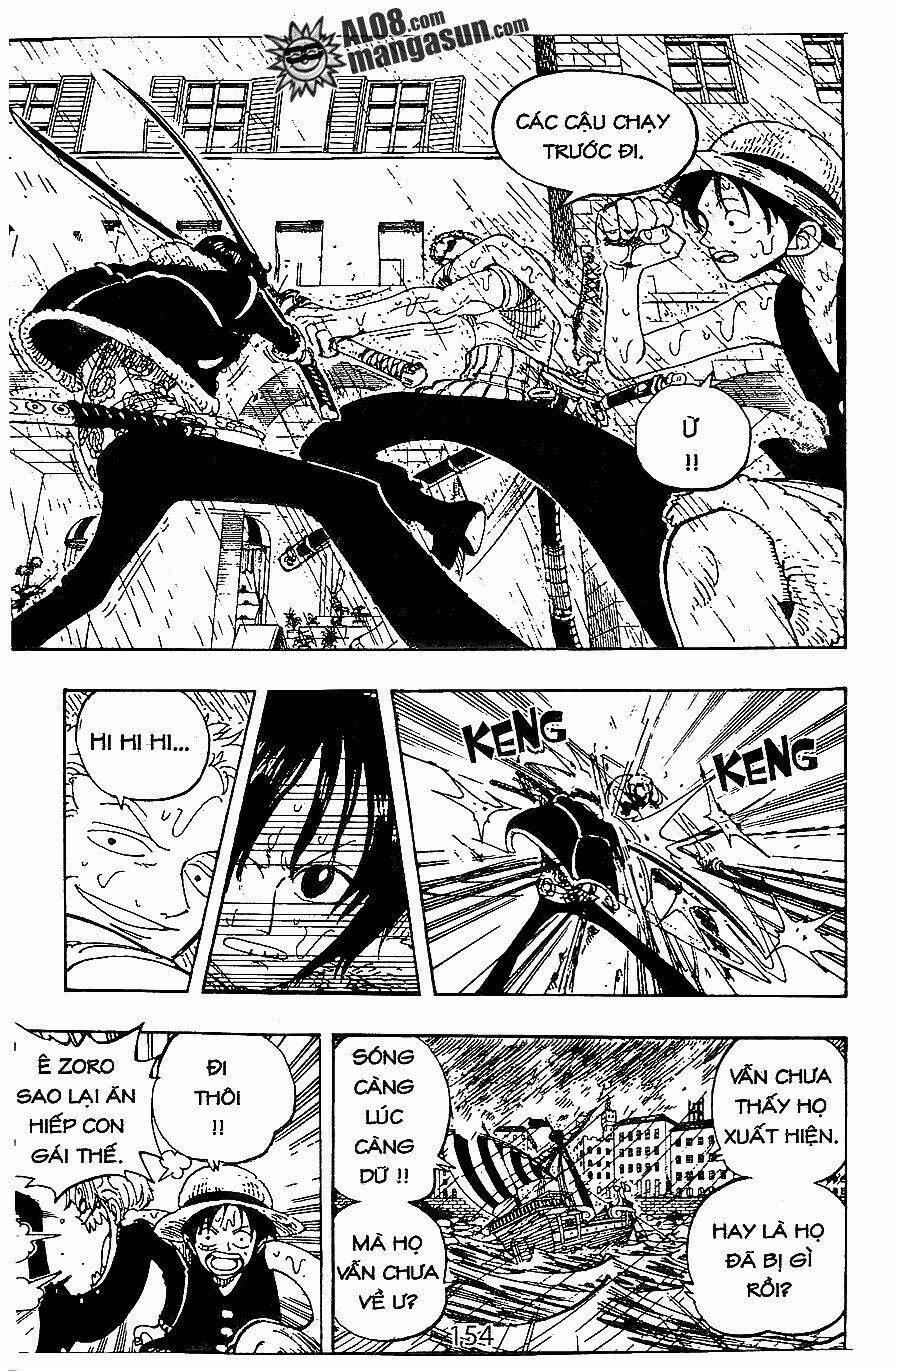 AL08.com
mangasun.com
CÁC CẬU CHẠY
TRƯỚC ĐI.
Ừ
!!
HI HI HI...
KENG
KENG
Ê ZORO
SAO LẠI ĂN
HIẾP CON
GÁI THẾ.
ĐI
THÔI
!!
SÓNG
CÀNG
LÚC
CÀNG
DỮ !!
MÀ HỌ
VẪN CHƯA
VỀ Ư?
VẪN CHƯA
THẤY HỌ
XUẤT HIỆN.
HAY LÀ HỌ
ĐÃ BỊ GÌ
RỒI?
154